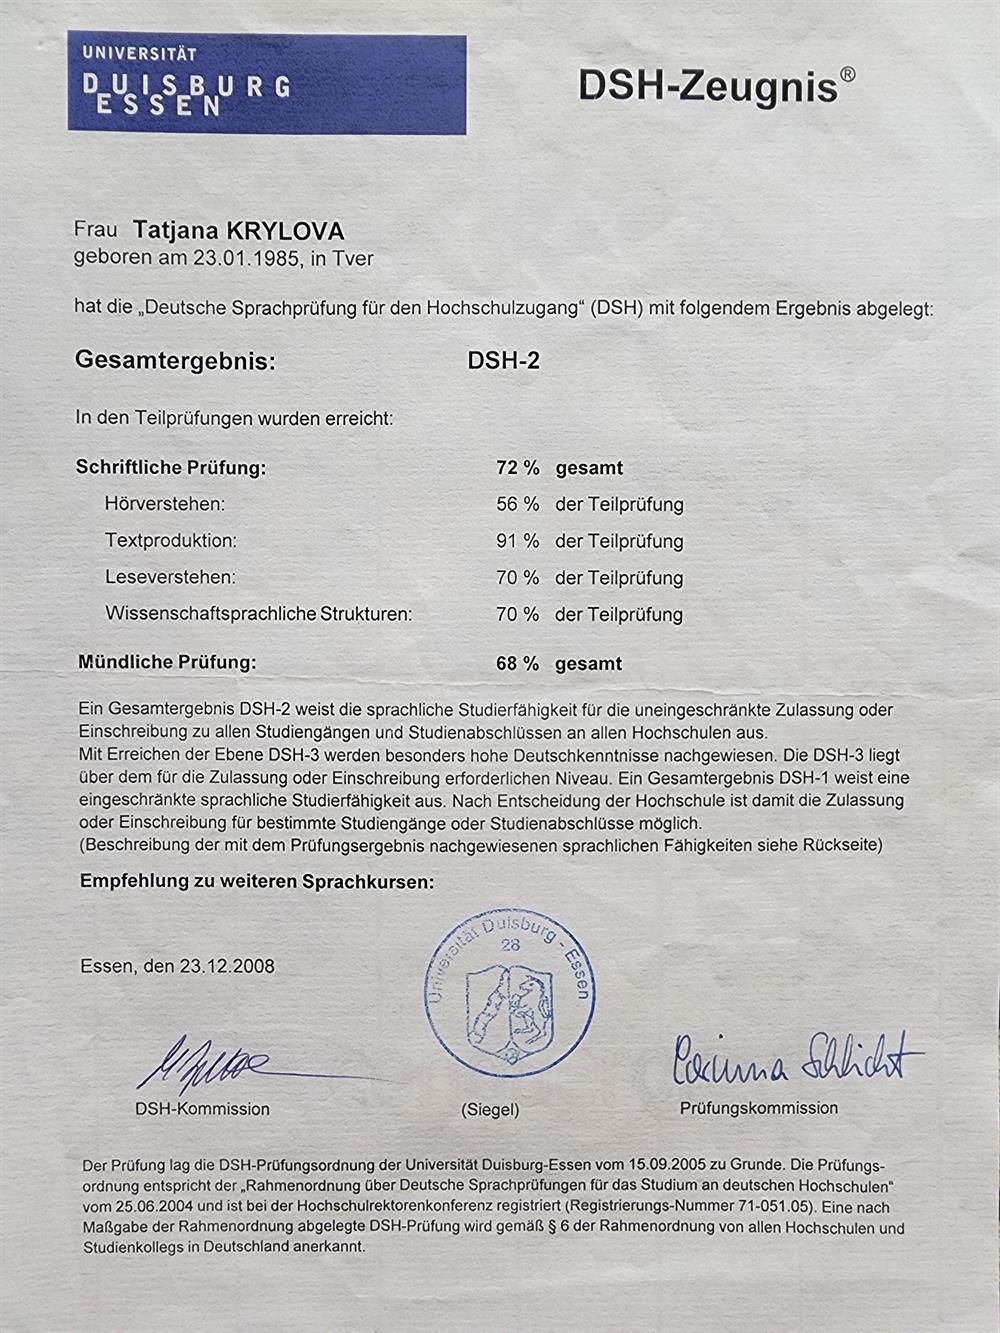 UNIVERSITÄT
DUISBURG
ESSEN
DSH-Zeugnis®
Frau Tatjana KRYLOVA
geboren am 23.01.1985, in Tver
hat die „Deutsche Sprachprüfung für den Hochschulzugang“ (DSH) mit folgendem Ergebnis abgelegt:
Gesamtergebnis: DSH-2
In den Teilprüfungen wurden erreicht:
Schriftliche Prüfung: 72 % gesamt
Hörverstehen: 56 % der Teilprüfung
Textproduktion: 91 % der Teilprüfung
Leseverstehen: 70 % der Teilprüfung
Wissenschaftsprachliche Strukturen: 70 % der Teilprüfung
Mündliche Prüfung: 68 % gesamt
Ein Gesamtergebnis DSH-2 weist die sprachliche Studierfähigkeit für die uneingeschränkte Zulassung oder
Einschreibung zu allen Studiengängen und Studienabschlüssen an allen Hochschulen aus.
Mit Erreichen der Ebene DSH-3 werden besonders hohe Deutschkenntnisse nachgewiesen. Die DSH-3 liegt
über dem für die Zulassung oder Einschreibung erforderlichen Niveau. Ein Gesamtergebnis DSH-1 weist eine
eingeschränkte sprachliche Studierfähigkeit aus. Nach Entscheidung der Hochschule ist damit die Zulassung
oder Einschreibung für bestimmte Studiengänge oder Studienabschlüsse möglich.
(Beschreibung der mit dem Prüfungsergebnis nachgewiesenen sprachlichen Fähigkeiten siehe Rückseite)
Empfehlung zu weiteren Sprachkursen:
Universität Duisburg - Essen
28
Essen, den 23.12.2008
Corinna Schlicht
DSH-Kommission (Siegel) Prüfungskommission
Der Prüfung lag die DSH-Prüfungsordnung der Universität Duisburg-Essen vom 15.09.2005 zu Grunde. Die Prüfungs-
ordnung entspricht der „Rahmenordnung über Deutsche Sprachprüfungen für das Studium an deutschen Hochschulen“
vom 25.06.2004 und ist bei der Hochschulrektorenkonferenz registriert (Registrierungs-Nummer 71-051.05). Eine nach
Maßgabe der Rahmenordnung abgelegte DSH-Prüfung wird gemäß § 6 der Rahmenordnung von allen Hochschulen und
Studienkollegs in Deutschland anerkannt.